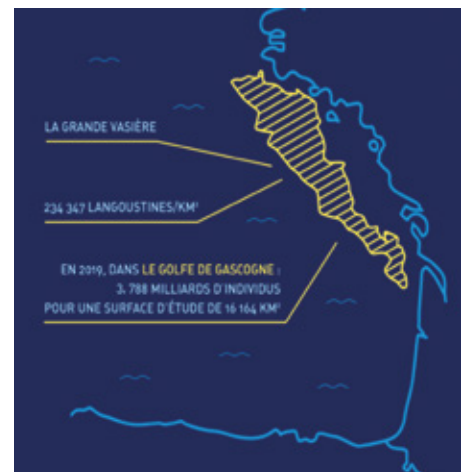 LA GRANDE VASIÈRE
234 347 LANGOUSTINES/KM²
EN 2019, DANS LE GOLFE DE GASCOGNE :
3, 788 MILLIARDS D'INDIVIDUS
POUR UNE SURFACE D'ÉTUDE DE 16 164 KM²